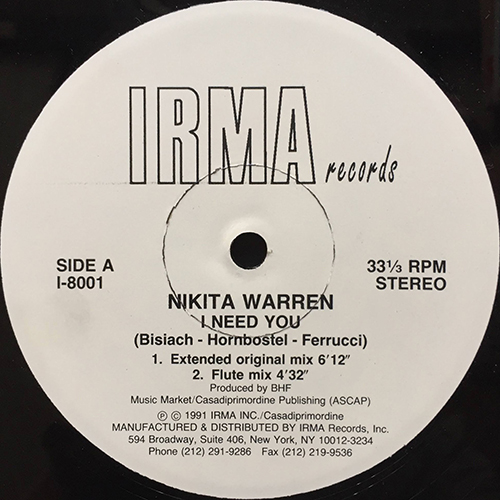 IRMA records
SIDE A
I-8001
33⅓ RPM
STEREO
NIKITA WARREN
I NEED YOU
(Bisiach - Hornbostel - Ferrucci)
1. Extended original mix 6'12"
2. Flute mix 4'32"
Produced by BHF
Music Market/Casadiprimordine Publishing (ASCAP)
℗ © 1991 IRMA INC./Casadiprimordine
MANUFACTURED & DISTRIBUTED BY IRMA Records, Inc.
594 Broadway, Suite 406, New York, NY 10012-3234
Phone (212) 291-9286 Fax (212) 219-9536